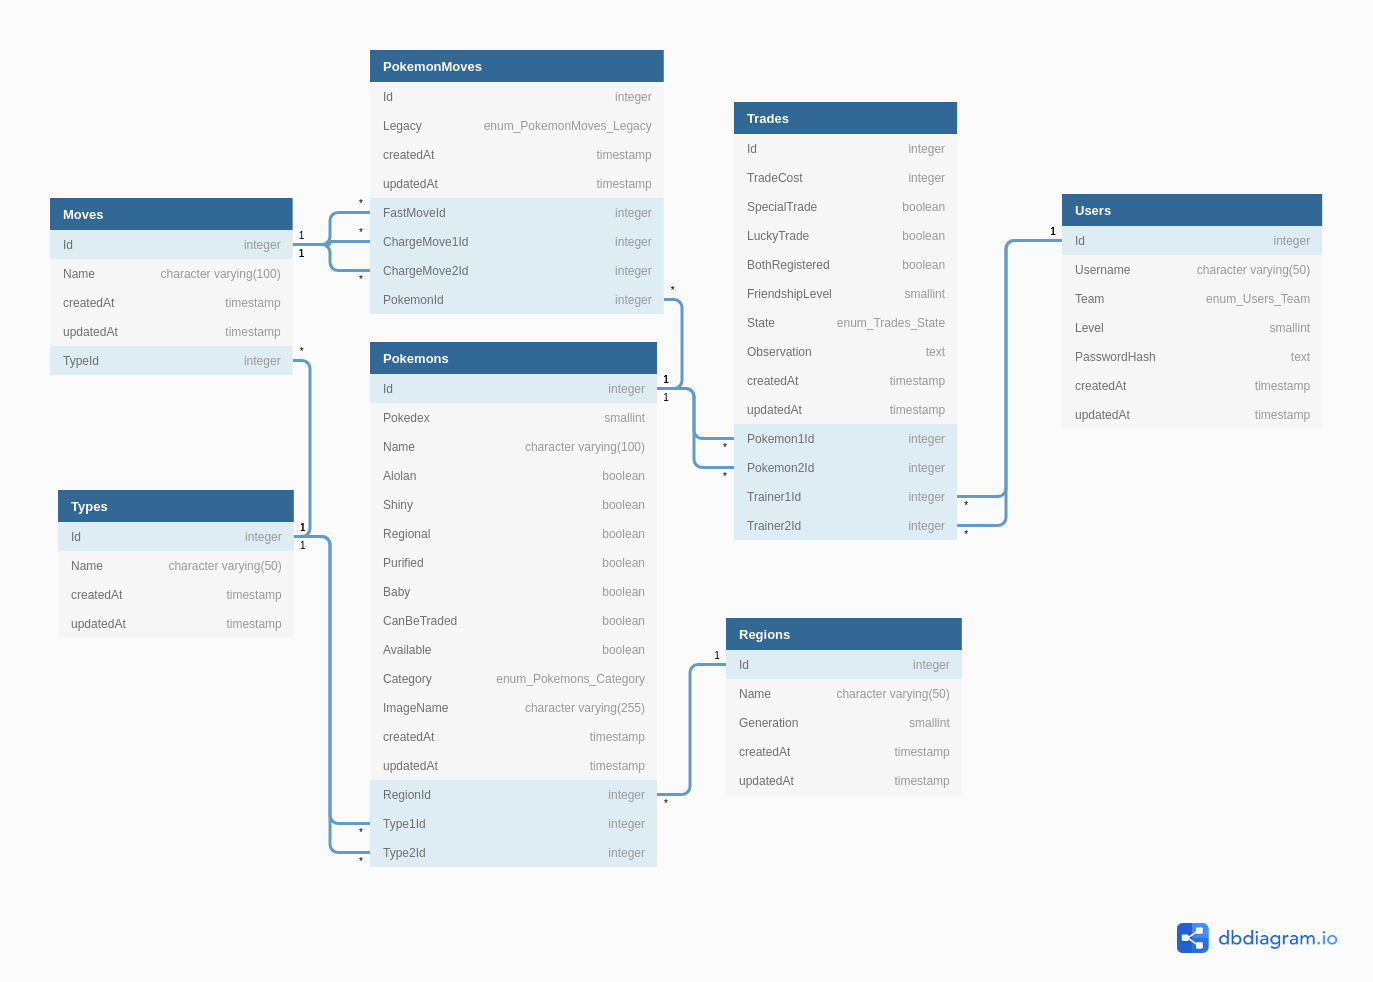 PokemonMoves
Id integer
Legacy enum_PokemonMoves_Legacy
createdAt timestamp
updatedAt timestamp
* FastMoveId integer
* ChargeMove1Id integer
* ChargeMove2Id integer
PokemonId integer *
Moves
Id integer 1
1
Name character varying(100)
createdAt timestamp
updatedAt timestamp
TypeId integer *
Types
Id integer 1
1
Name character varying(50)
createdAt timestamp
updatedAt timestamp
Pokemons
Id integer 1
1
Pokedex smallint
Name character varying(100)
Alolan boolean
Shiny boolean
Regional boolean
Purified boolean
Baby boolean
CanBeTraded boolean
Available boolean
Category enum_Pokemons_Category
ImageName character varying(255)
createdAt timestamp
updatedAt timestamp
RegionId integer *
* Type1Id integer
* Type2Id integer
Trades
Id integer
TradeCost integer
SpecialTrade boolean
LuckyTrade boolean
BothRegistered boolean
FriendshipLevel smallint
State enum_Trades_State
Observation text
createdAt timestamp
updatedAt timestamp
* Pokemon1Id integer
* Pokemon2Id integer
Trainer1Id integer *
Trainer2Id integer *
Users
1 Id integer
Username character varying(50)
Team enum_Users_Team
Level smallint
PasswordHash text
createdAt timestamp
updatedAt timestamp
Regions
1 Id integer
Name character varying(50)
Generation smallint
createdAt timestamp
updatedAt timestamp
dbdiagram.io